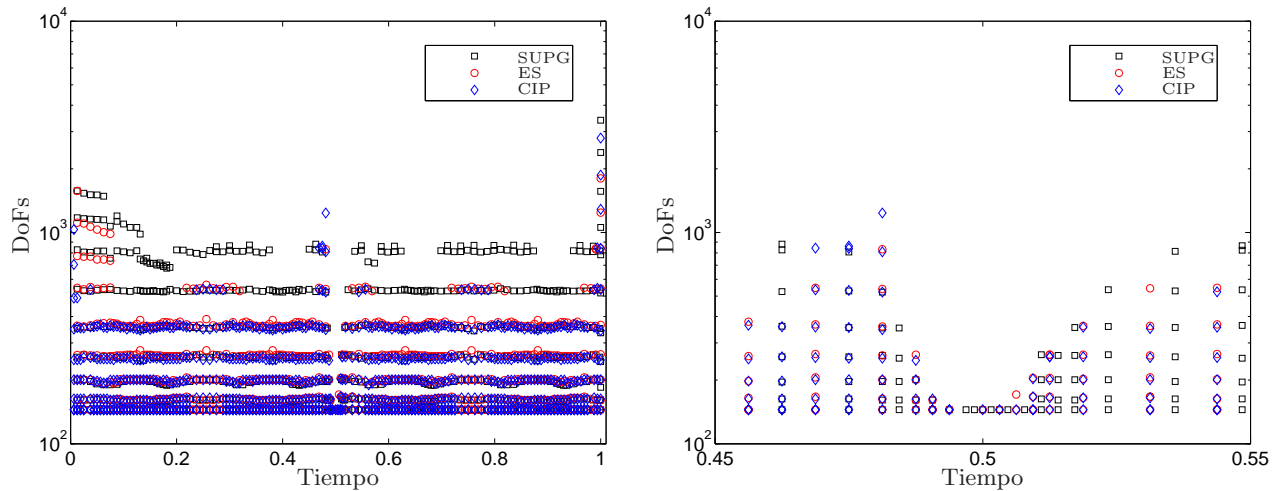 10^4
10^3
10^2
DoFs
0
0.2
0.4
0.6
0.8
1
Tiempo
SUPG
ES
CIP
10^4
10^3
10^2
DoFs
0.45
0.5
0.55
Tiempo
SUPG
ES
CIP